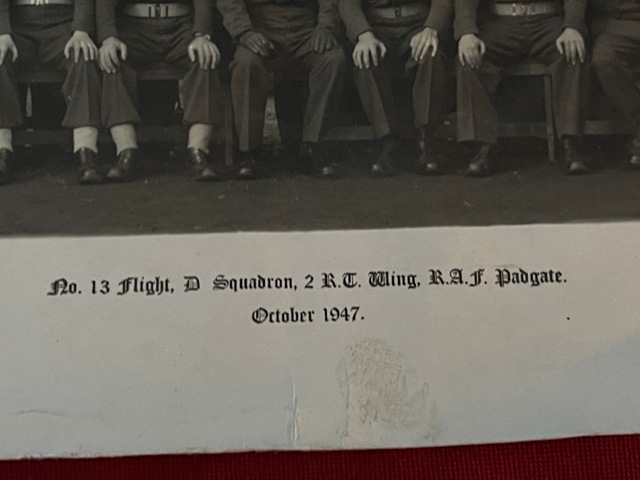 No. 13 Flight, D Squadron, 2 R.T. Wing, R.A.F. Padgate.
October 1947.